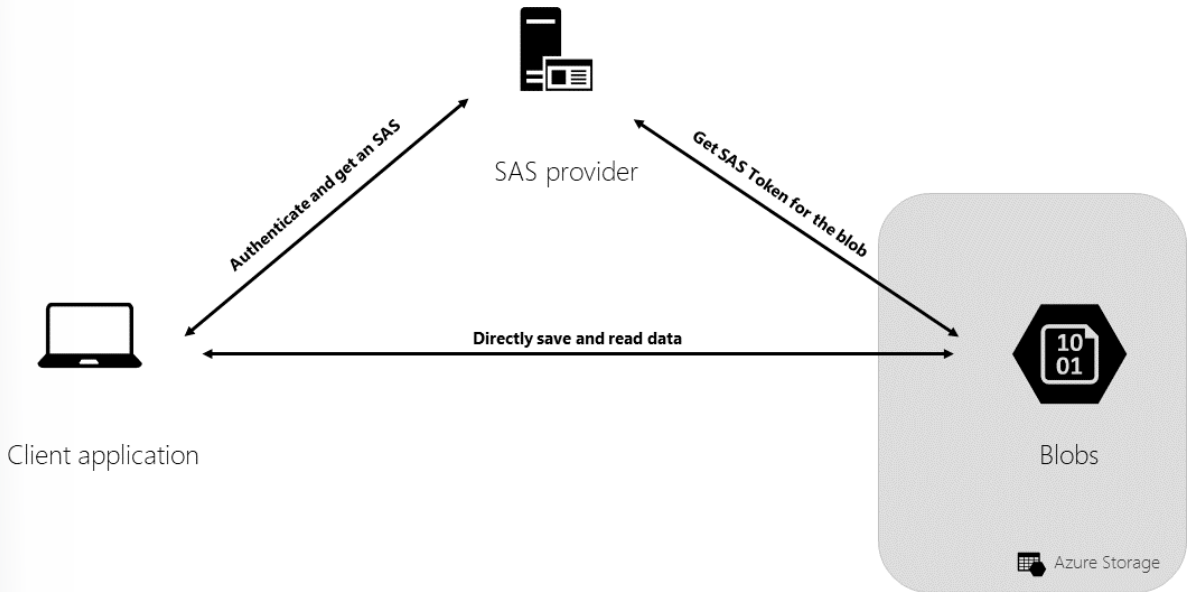 SAS provider
Authenticate and get an SAS
Get SAS Token for the blob
Directly save and read data
10
01
Client application
Blobs
Azure Storage